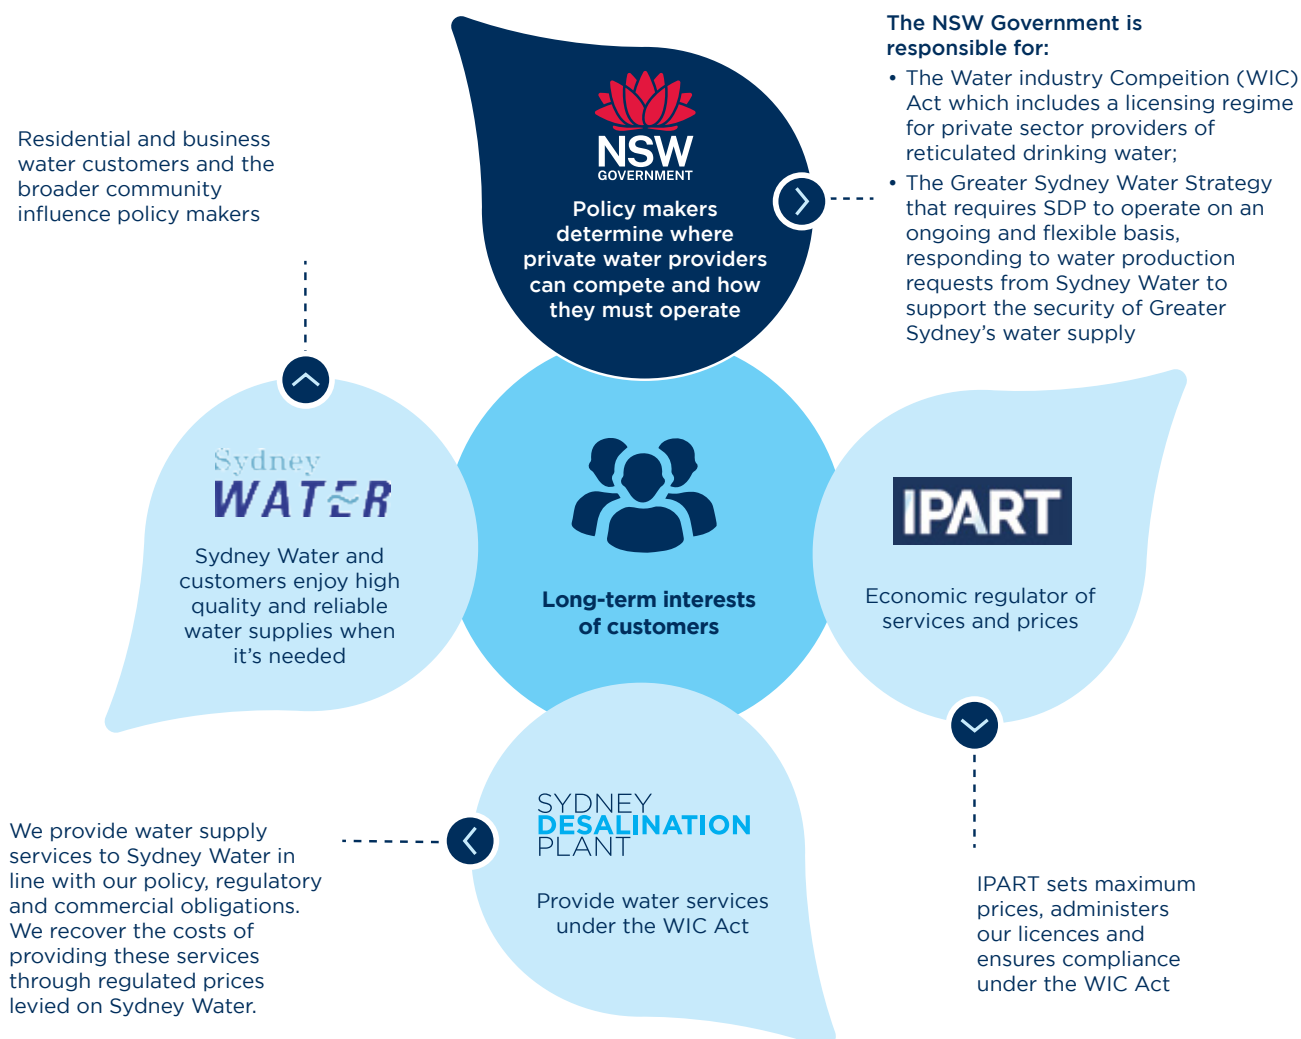 The NSW Government is
responsible for:
• The Water industry Compeition (WIC)
Act which includes a licensing regime
for private sector providers of
reticulated drinking water;
• The Greater Sydney Water Strategy
that requires SDP to operate on an
ongoing and flexible basis,
responding to water production
requests from Sydney Water to
support the security of Greater
Sydney's water supply
NSW
GOVERNMENT
Policy makers
determine where
private water providers
can compete and how
they must operate
Residential and business
water customers and the
broader community
influence policy makers
Sydney
WATER
Sydney Water and
customers enjoy high
quality and reliable
water supplies when
it's needed
Long-term interests
of customers
IPART
Economic regulator of
services and prices
SYDNEY
DESALINATION
PLANT
Provide water services
under the WIC Act
We provide water supply
services to Sydney Water in
line with our policy, regulatory
and commercial obligations.
We recover the costs of
providing these services
through regulated prices
levied on Sydney Water.
IPART sets maximum
prices, administers
our licences and
ensures compliance
under the WIC Act